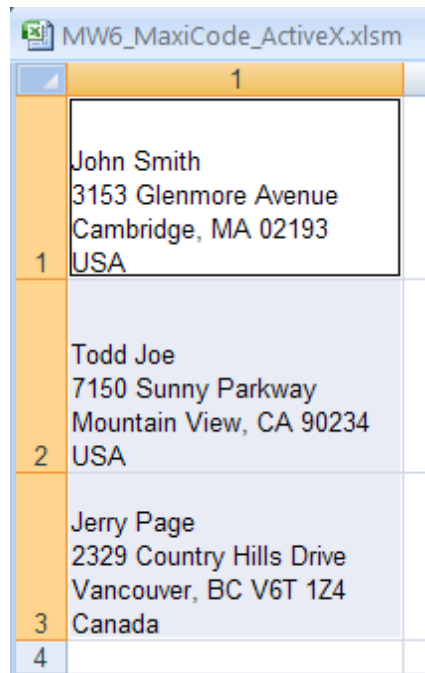 MW6_MaxiCode_ActiveX.xlsm
1
John Smith
3153 Glenmore Avenue
Cambridge, MA 02193
1 USA
Todd Joe
7150 Sunny Parkway
Mountain View, CA 90234
2 USA
Jerry Page
2329 Country Hills Drive
Vancouver, BC V6T 1Z4
3 Canada
4